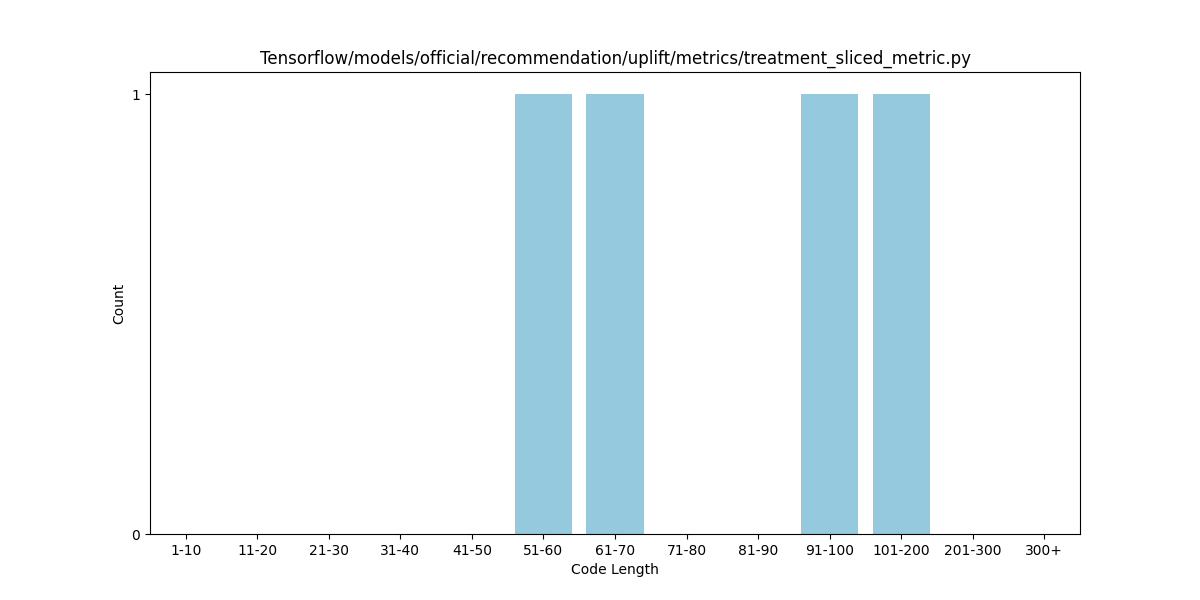 Tensorflow/models/official/recommendation/uplift/metrics/treatment_sliced_metric.py
1
Count
0
1-10 11-20 21-30 31-40 41-50 51-60 61-70 71-80 81-90 91-100 101-200 201-300 300+
Code Length